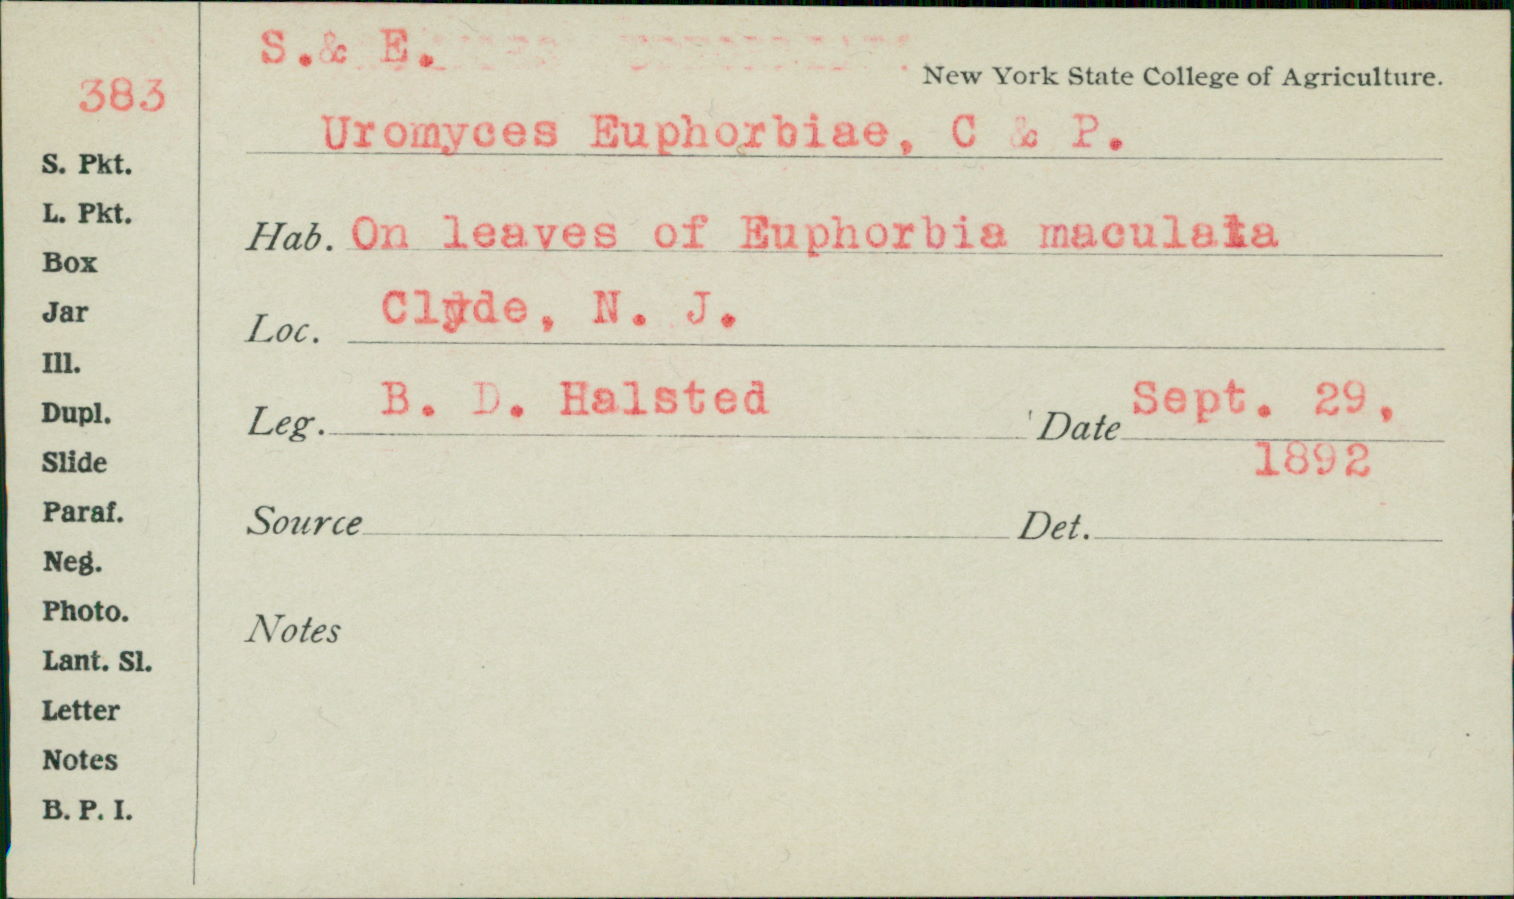 S.& E.
New York State College of Agriculture.
383
Uromyces Euphorbiae, C & P.
S. Pkt.
L. Pkt.
Hab. On leaves of Euphorbia maculata
Box
Jar
Loc. Clyde, N. J.
Ill.
Dupl.
Leg. B. D. Halsted Date Sept. 29,
1892
Slide
Paraf.
Source Det.
Neg.
Photo.
Notes
Lant. Sl.
Letter
Notes
B. P. I.